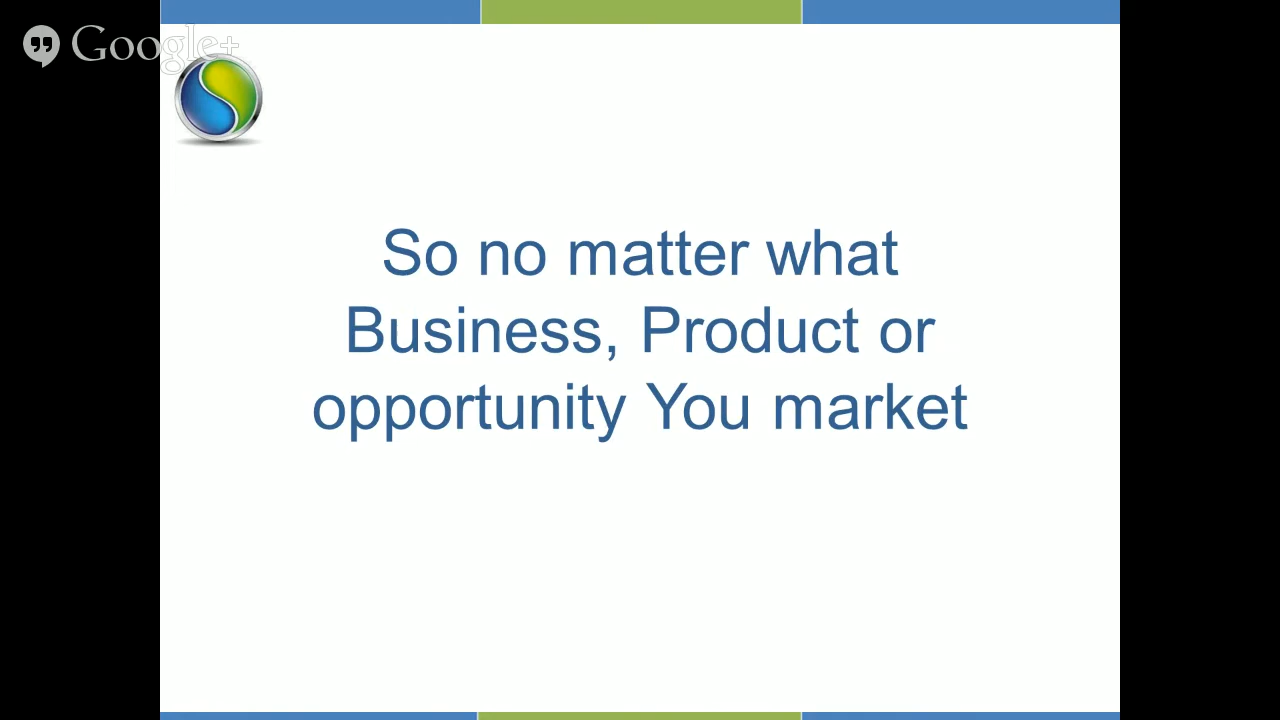 Google+
So no matter what
Business, Product or
opportunity You market